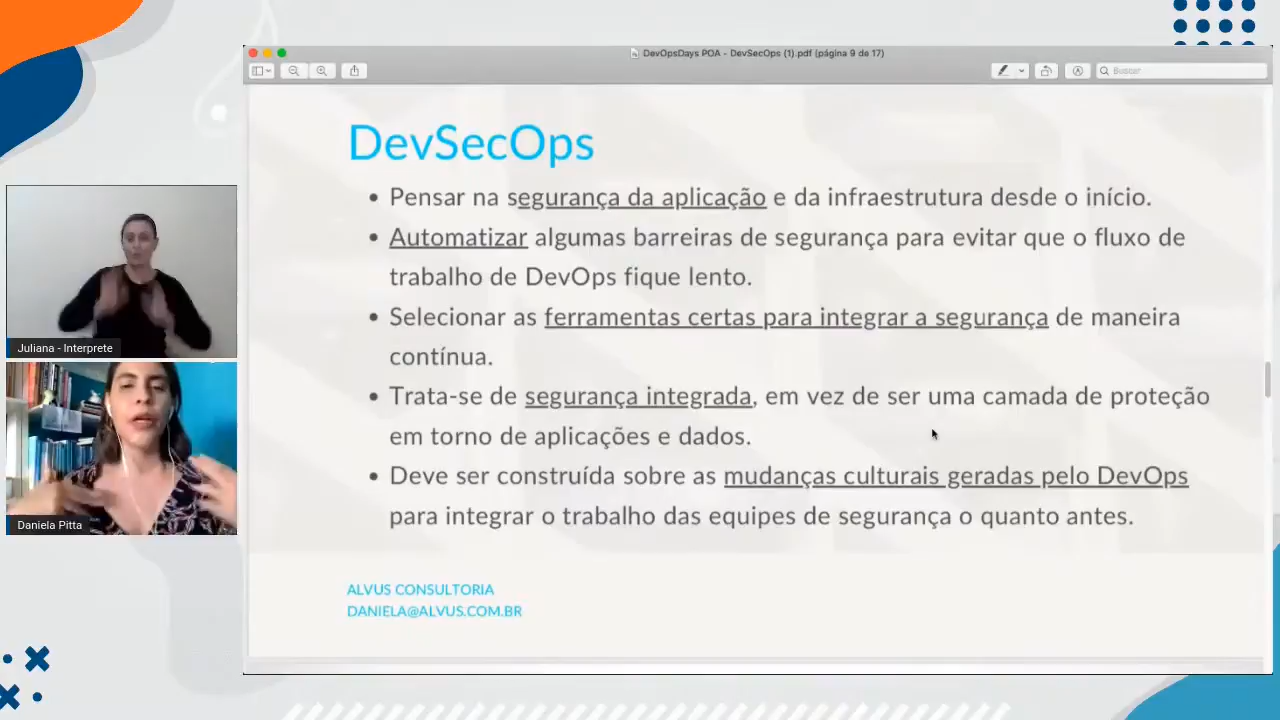 DevOpsDays POA - DevSecOps (1).pdf (página 9 de 17)
Buscar
DevSecOps
• Pensar na segurança da aplicação e da infraestrutura desde o início.
• Automatizar algumas barreiras de segurança para evitar que o fluxo de
trabalho de DevOps fique lento.
• Selecionar as ferramentas certas para integrar a segurança de maneira
contínua.
• Trata-se de segurança integrada, em vez de ser uma camada de proteção
em torno de aplicações e dados.
• Deve ser construída sobre as mudanças culturais geradas pelo DevOps
para integrar o trabalho das equipes de segurança o quanto antes.
ALVUS CONSULTORIA
DANIELA@ALVUS.COM.BR
Juliana - Interprete
Daniela Pitta